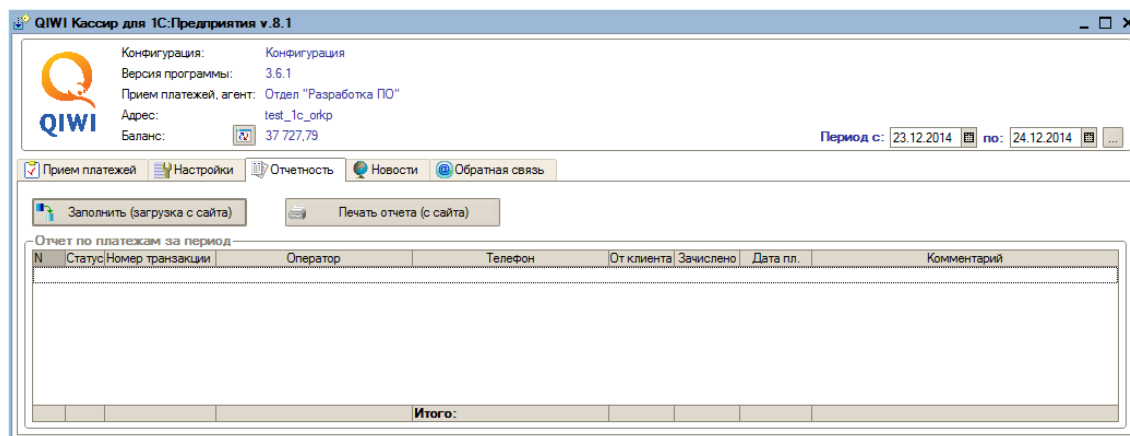 QIWI Кассир для 1С:Предприятия v.8.1
Конфигурация: Конфигурация
Версия программы: 3.6.1
Прием платежей, агент: Отдел "Разработка ПО"
Адрес: test_1c_orkp
Баланс: 37 727,79
QIWI
Период с: 23.12.2014 по: 24.12.2014 ...
Прием платежей Настройки Отчетность Новости Обратная связь
Заполнить (загрузка с сайта) Печать отчета (с сайта)
Отчет по платежам за период
N Статус Номер транзакции Оператор Телефон От клиента Зачислено Дата пл. Комментарий
Итого: